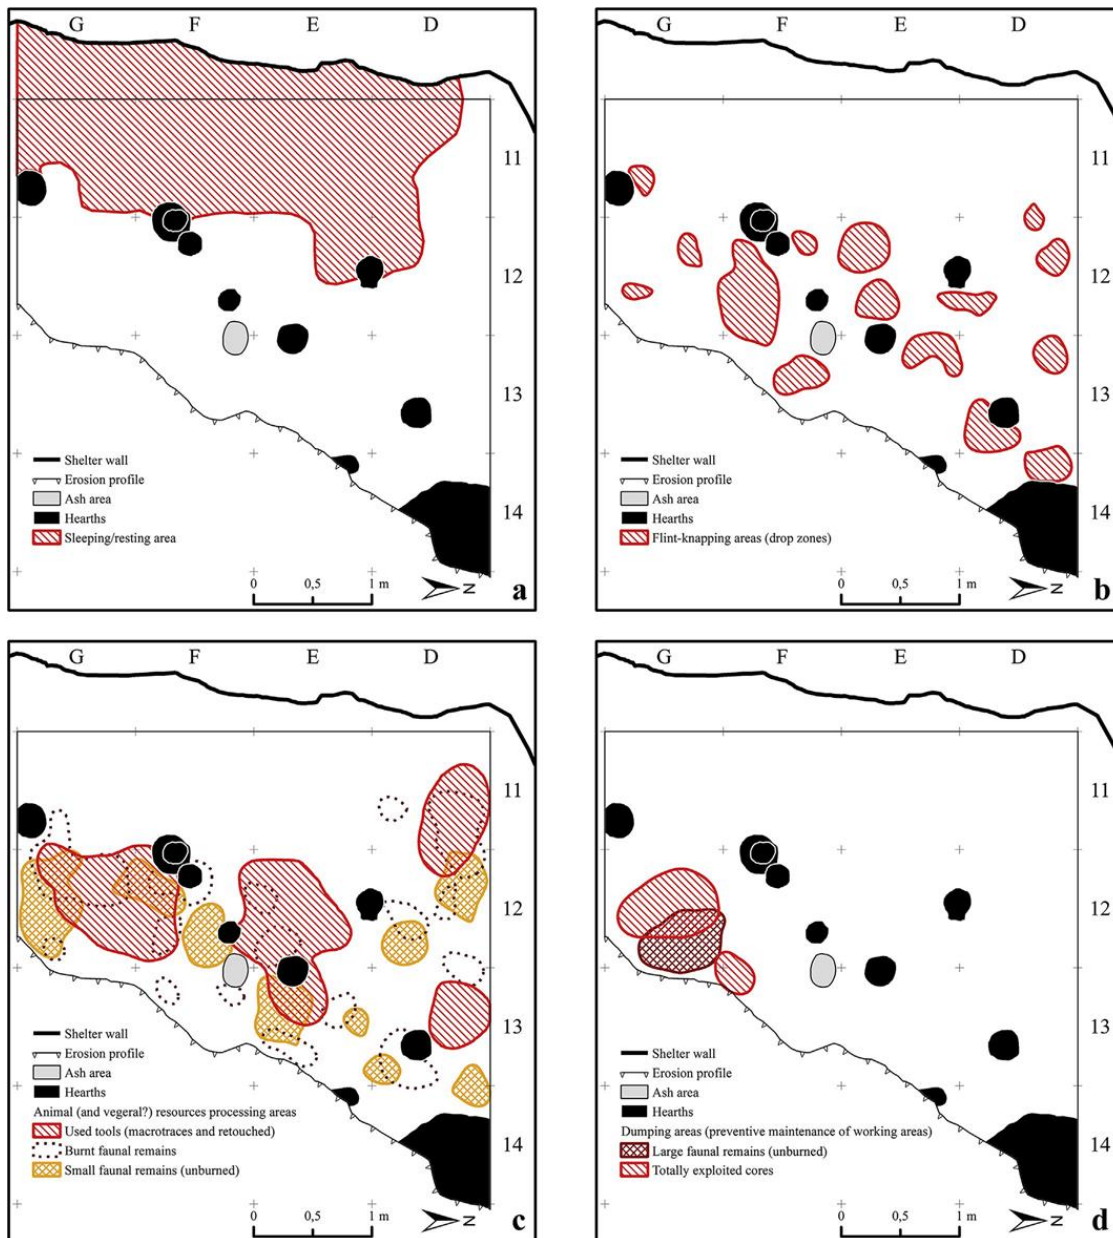 G F E D
11
12
13
14
Shelter wall
Erosion profile
Ash area
Hearths
Sleeping/resting area
0 0,5 1 m
N
a
G F E D
11
12
13
14
Shelter wall
Erosion profile
Ash area
Hearths
Flint-knapping areas (drop zones)
0 0,5 1 m
N
b
G F E D
11
12
13
14
Shelter wall
Erosion profile
Ash area
Hearths
Animal (and vegeral?) resources processing areas
Used tools (macrotraces and retouched)
Burnt faunal remains
Small faunal remains (unburned)
0 0,5 1 m
N
c
G F E D
11
12
13
14
Shelter wall
Erosion profile
Ash area
Hearths
Dumping areas (preventive maintenance of working areas)
Large faunal remains (unburned)
Totally exploited cores
0 0,5 1 m
N
d